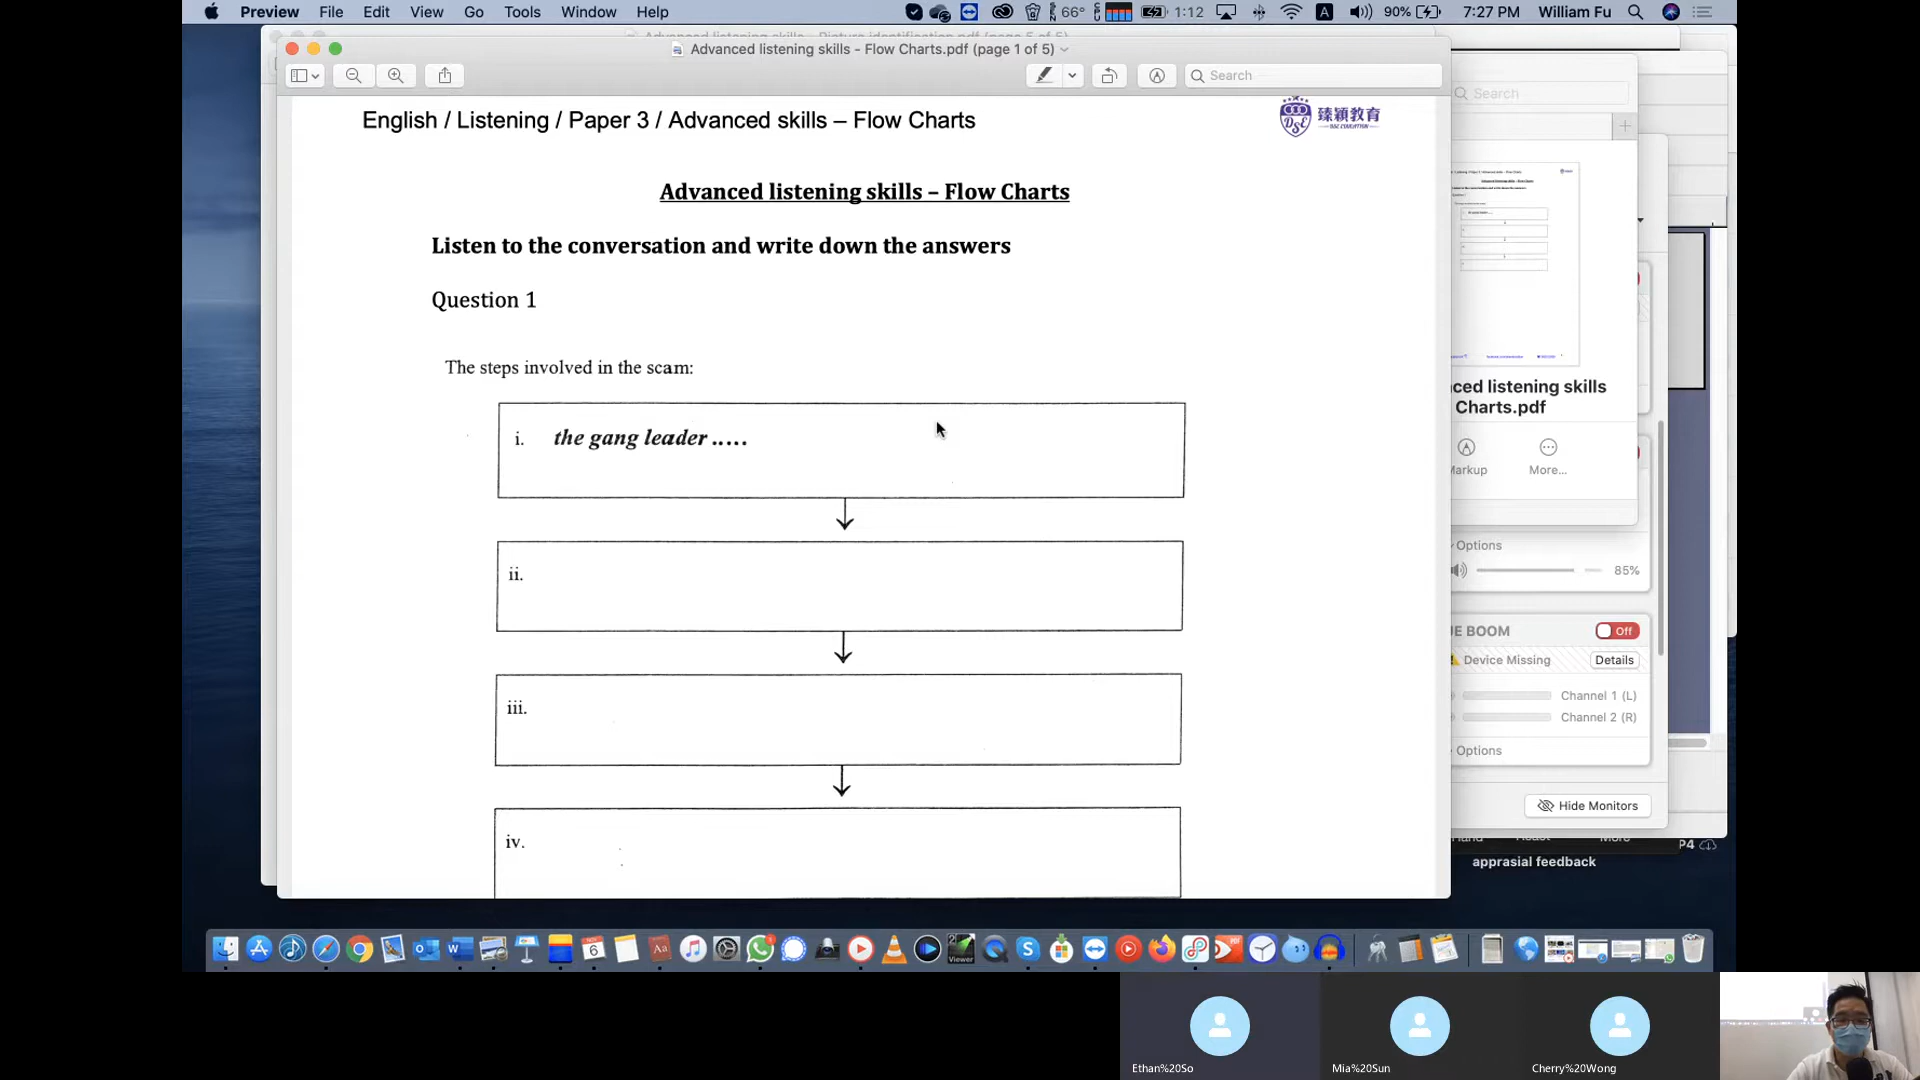 Preview File Edit View Go Tools Window Help
66° 1:12 A 90% 7:27 PM William Fu
Advanced listening skills - Flow Charts.pdf (page 1 of 5)
Search
Search
English / Listening / Paper 3 / Advanced skills – Flow Charts
DSE 臻穎教育
Advanced listening skills – Flow Charts
Listen to the conversation and write down the answers
Question 1
The steps involved in the scam:
i. the gang leader .....
ii.
iii.
iv.
ced listening skills
Charts.pdf
Markup More...
Options
85%
UE BOOM Off
Device Missing Details
Channel 1 (L)
Channel 2 (R)
Options
Hide Monitors
P4
apprasial feedback
Ethan%20So
Mia%20Sun
Cherry%20Wong